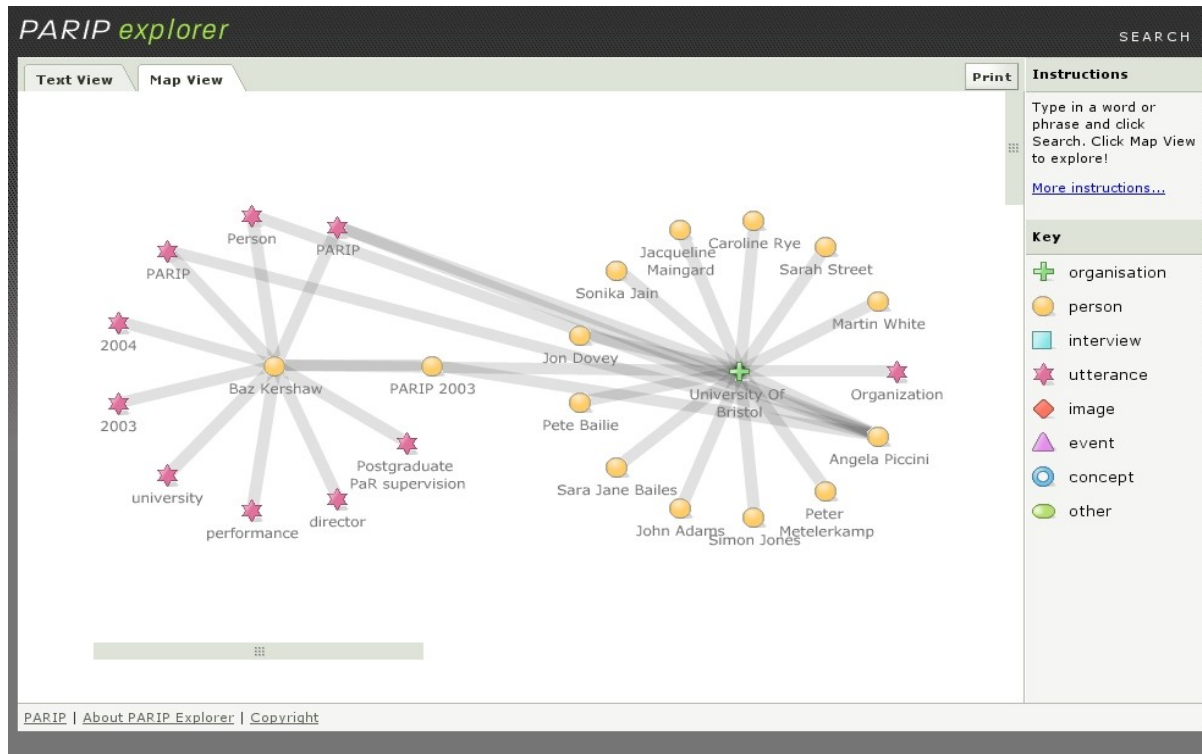 PARIP explorer
SEARCH
Text View
Map View
Print
Instructions
Type in a word or
phrase and click
Search. Click Map View
to explore!
More instructions...
Key
organisation
person
interview
utterance
image
event
concept
other
Person
PARIP
PARIP
2004
2003
Baz Kershaw
PARIP 2003
university
performance
director
Postgraduate
PaR supervision
Jacqueline
Maingard
Caroline Rye
Sarah Street
Sonika Jain
Martin White
Jon Dovey
University Of
Bristol
Organization
Pete Bailie
Angela Piccini
Sara Jane Bailes
John Adams
Simon Jones
Peter
Metelerkamp
PARIP | About PARIP Explorer | Copyright